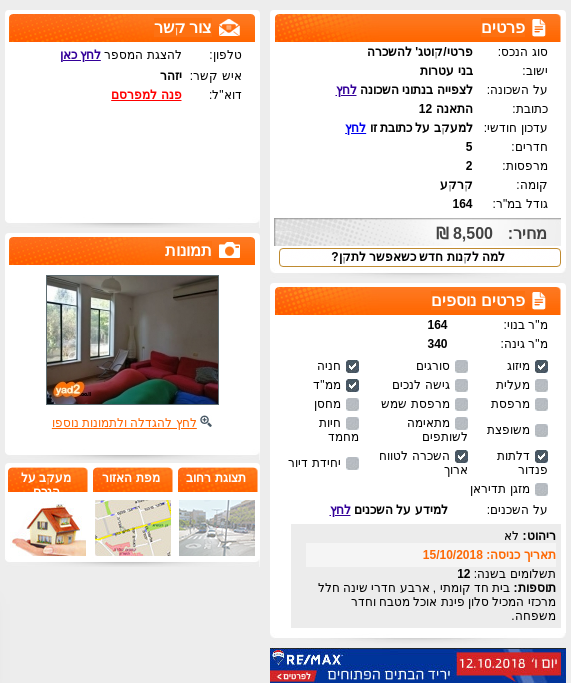 פרטים
סוג הנכס: פרטי/קוטג' להשכרה
ישוב: בני עטרות
על השכונה: לצפייה בנתוני השכונה לחץ
כתובת: התאנה 12
עדכון חודשי: למעקב על כתובת זו לחץ
חדרים: 5
מרפסות: 2
קומה: קרקע
גודל במ"ר: 164
מחיר: 8,500 ₪
למה לקנות חדש כשאפשר לתקן?
פרטים נוספים
מ"ר בנוי: 164
מ"ר גינה: 340
מיזוג סורגים חניה
מעלית גישה לנכים ממ"ד
מרפסת מרפסת שמש מחסן
משופצת מתאימה לשותפים חיות מחמד
דלתות פנדור השכרה לטווח ארוך יחידת דיור
מזגן תדיראן
על השכנים: למידע על השכנים לחץ
ריהוט: לא
תאריך כניסה: 15/10/2018
תשלומים בשנה: 12
תוספות: בית חד קומתי , ארבע חדרי שינה חלל
מרכזי המכיל סלון פינת אוכל מטבח וחדר
משפחה.
יום ו' 12.10.2018
יריד הבתים הפתוחים
RE/MAX
לפרטים >
צור קשר
טלפון: להצגת המספר לחץ כאן
איש קשר: יזהר
דוא"ל: פנה למפרסם
תמונות
yad2
לחץ להגדלה ולתמונות נוספו
תצוגת רחוב
מפת האזור
מעקב על
הנכס